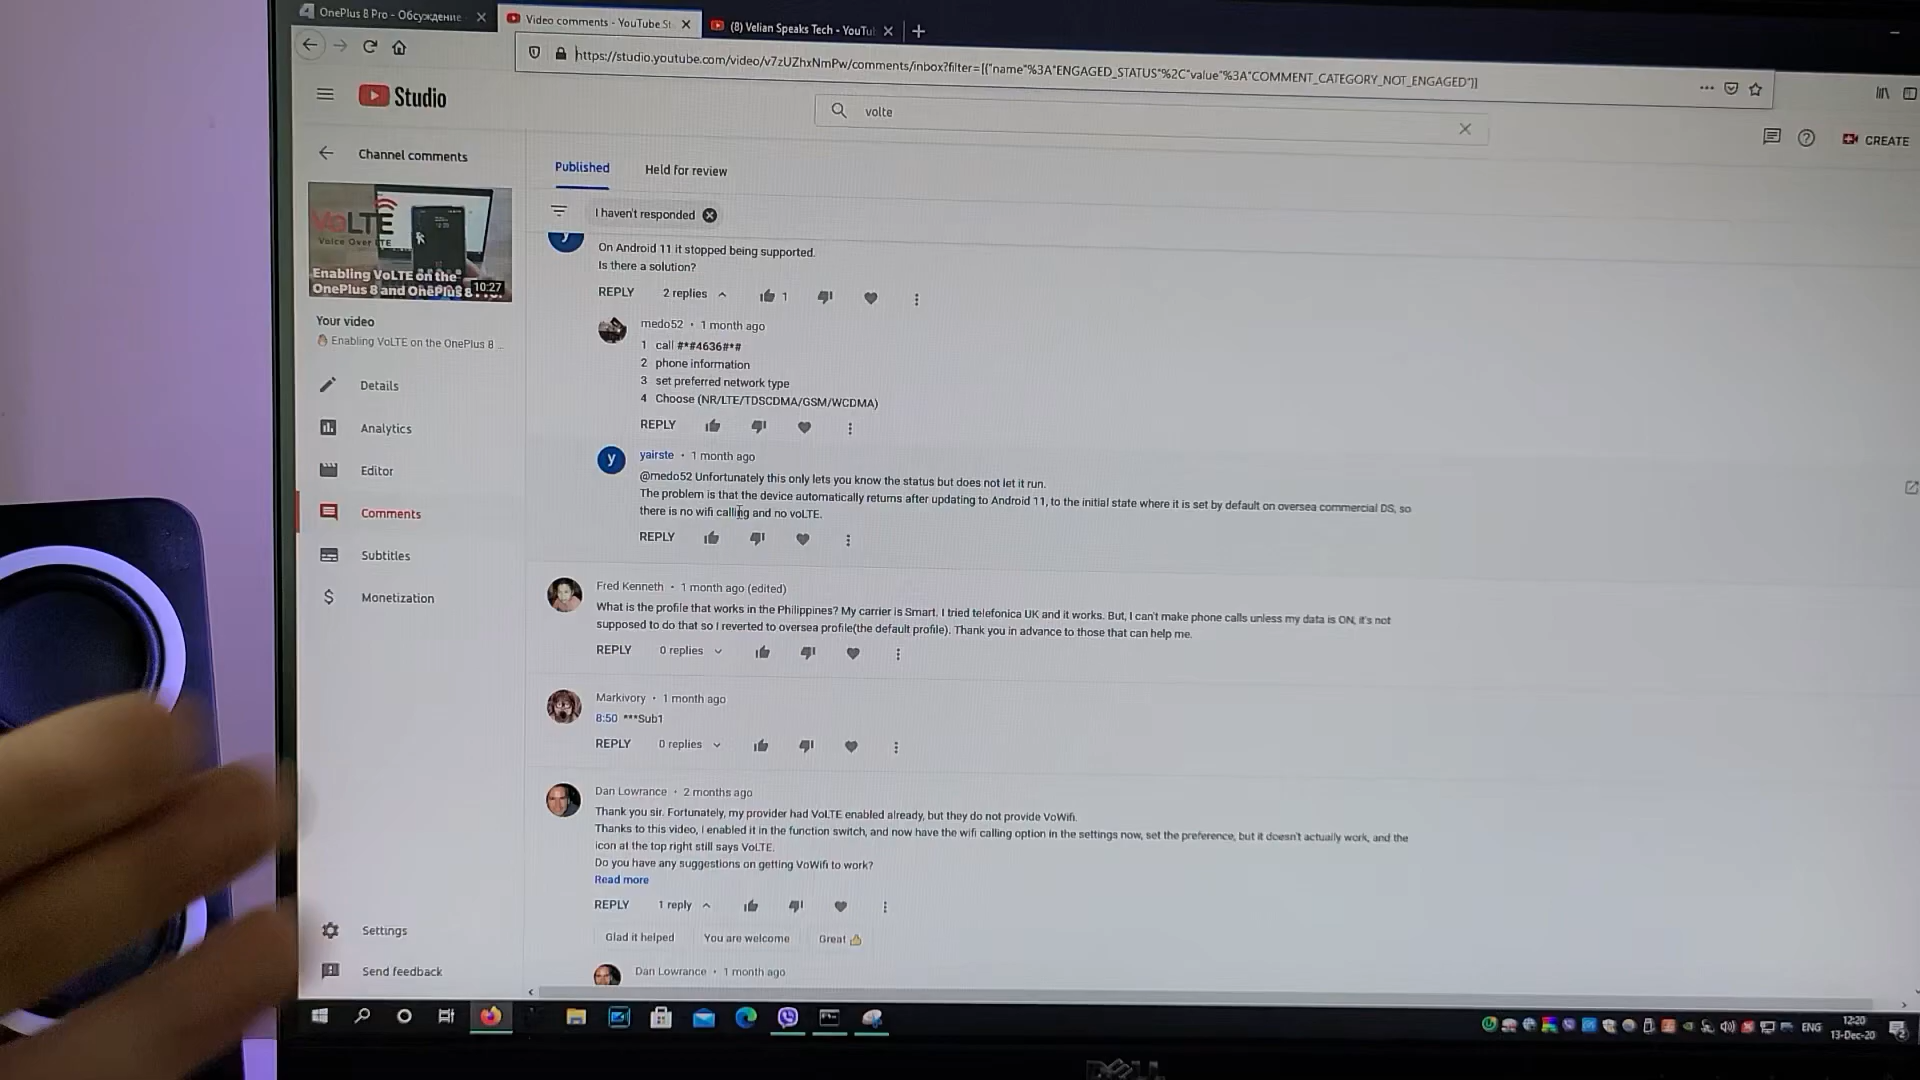 OnePlus 8 Pro - Обсуждение
Video comments - YouTube St
(8) Velian Speaks Tech - YouTu
https://studio.youtube.com/video/v7zUZhxNmPw/comments/inbox?filter=[{"name"%3A"ENGAGED_STATUS"%2C"value"%3A"COMMENT_CATEGORY_NOT_ENGAGED"}]
Studio
volte
CREATE
Channel comments
VoLTE
Voice Over LTE
Enabling VoLTE on the
OnePlus 8 and OnePlus 8
10:27
Your video
Enabling VoLTE on the OnePlus 8 ...
Details
Analytics
Editor
Comments
Subtitles
Monetization
Settings
Send feedback
Published
Held for review
I haven't responded
y
On Android 11 it stopped being supported.
Is there a solution?
REPLY 2 replies 1
medo52 • 1 month ago
1 call #*#4636#*#
2 phone information
3 set preferred network type
4 Choose (NR/LTE/TDSCDMA/GSM/WCDMA)
REPLY
y
yairste • 1 month ago
@medo52 Unfortunately this only lets you know the status but does not let it run.
The problem is that the device automatically returns after updating to Android 11, to the initial state where it is set by default on oversea commercial DS, so
there is no wifi calling and no voLTE.
REPLY
Fred Kenneth • 1 month ago (edited)
What is the profile that works in the Philippines? My carrier is Smart. I tried telefonica UK and it works. But, I can't make phone calls unless my data is ON, it's not
supposed to do that so I reverted to oversea profile(the default profile). Thank you in advance to those that can help me.
REPLY 0 replies
Markivory • 1 month ago
8:50 ***Sub1
REPLY 0 replies
Dan Lowrance • 2 months ago
Thank you sir. Fortunately, my provider had VoLTE enabled already, but they do not provide VoWifi.
Thanks to this video, I enabled it in the function switch, and now have the wifi calling option in the settings now, set the preference, but it doesn't actually work, and the
icon at the top right still says VoLTE.
Do you have any suggestions on getting VoWifi to work?
Read more
REPLY 1 reply
Glad it helped You are welcome Great 👍
Dan Lowrance • 1 month ago
ENG
12:20
13-Dec-20
2
DELL